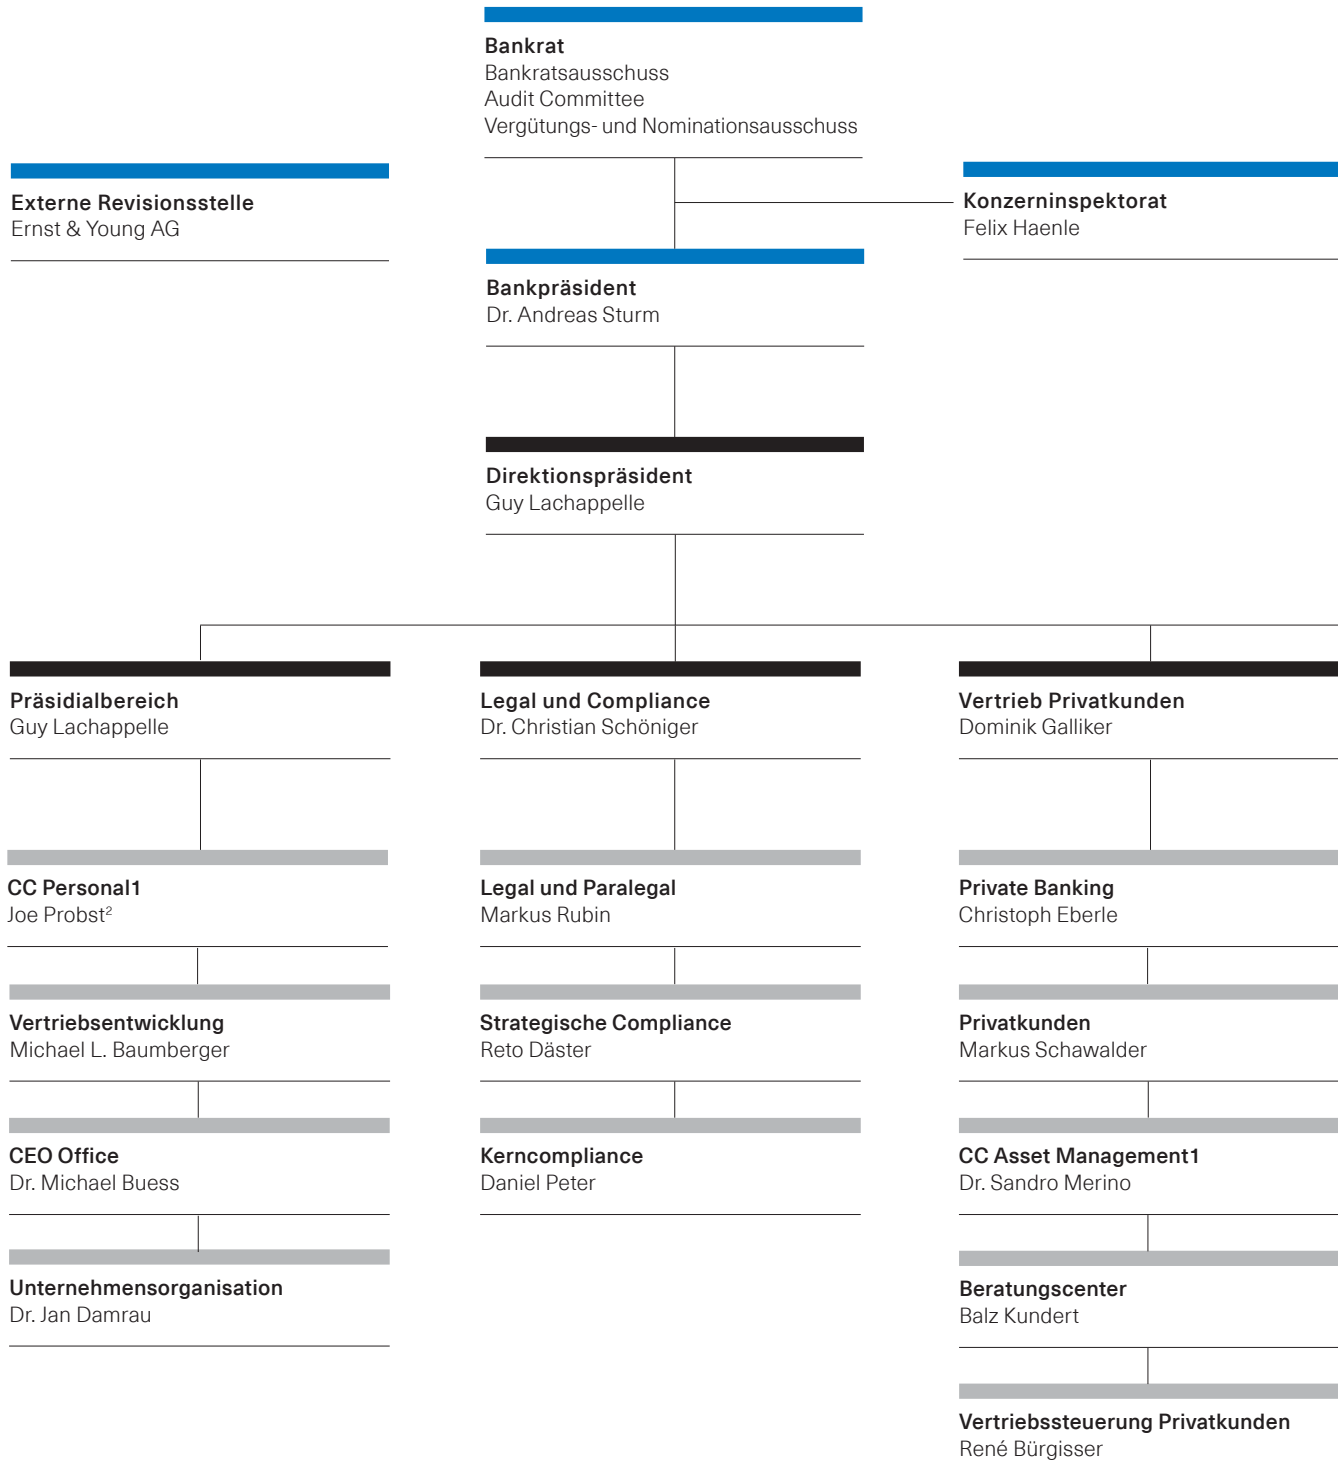 Bankrat
Bankratsausschuss
Audit Committee
Vergütungs- und Nominationsausschuss
Externe Revisionsstelle
Ernst & Young AG
Konzerninspektorat
Felix Haenle
Bankpräsident
Dr. Andreas Sturm
Direktionspräsident
Guy Lachappelle
Präsidialbereich
Guy Lachappelle
CC Personal1
Joe Probst²
Vertriebsentwicklung
Michael L. Baumberger
CEO Office
Dr. Michael Buess
Unternehmensorganisation
Dr. Jan Damrau
Legal und Compliance
Dr. Christian Schöniger
Legal und Paralegal
Markus Rubin
Strategische Compliance
Reto Däster
Kerncompliance
Daniel Peter
Vertrieb Privatkunden
Dominik Galliker
Private Banking
Christoph Eberle
Privatkunden
Markus Schawalder
CC Asset Management1
Dr. Sandro Merino
Beratungscenter
Balz Kundert
Vertriebssteuerung Privatkunden
René Bürgisser